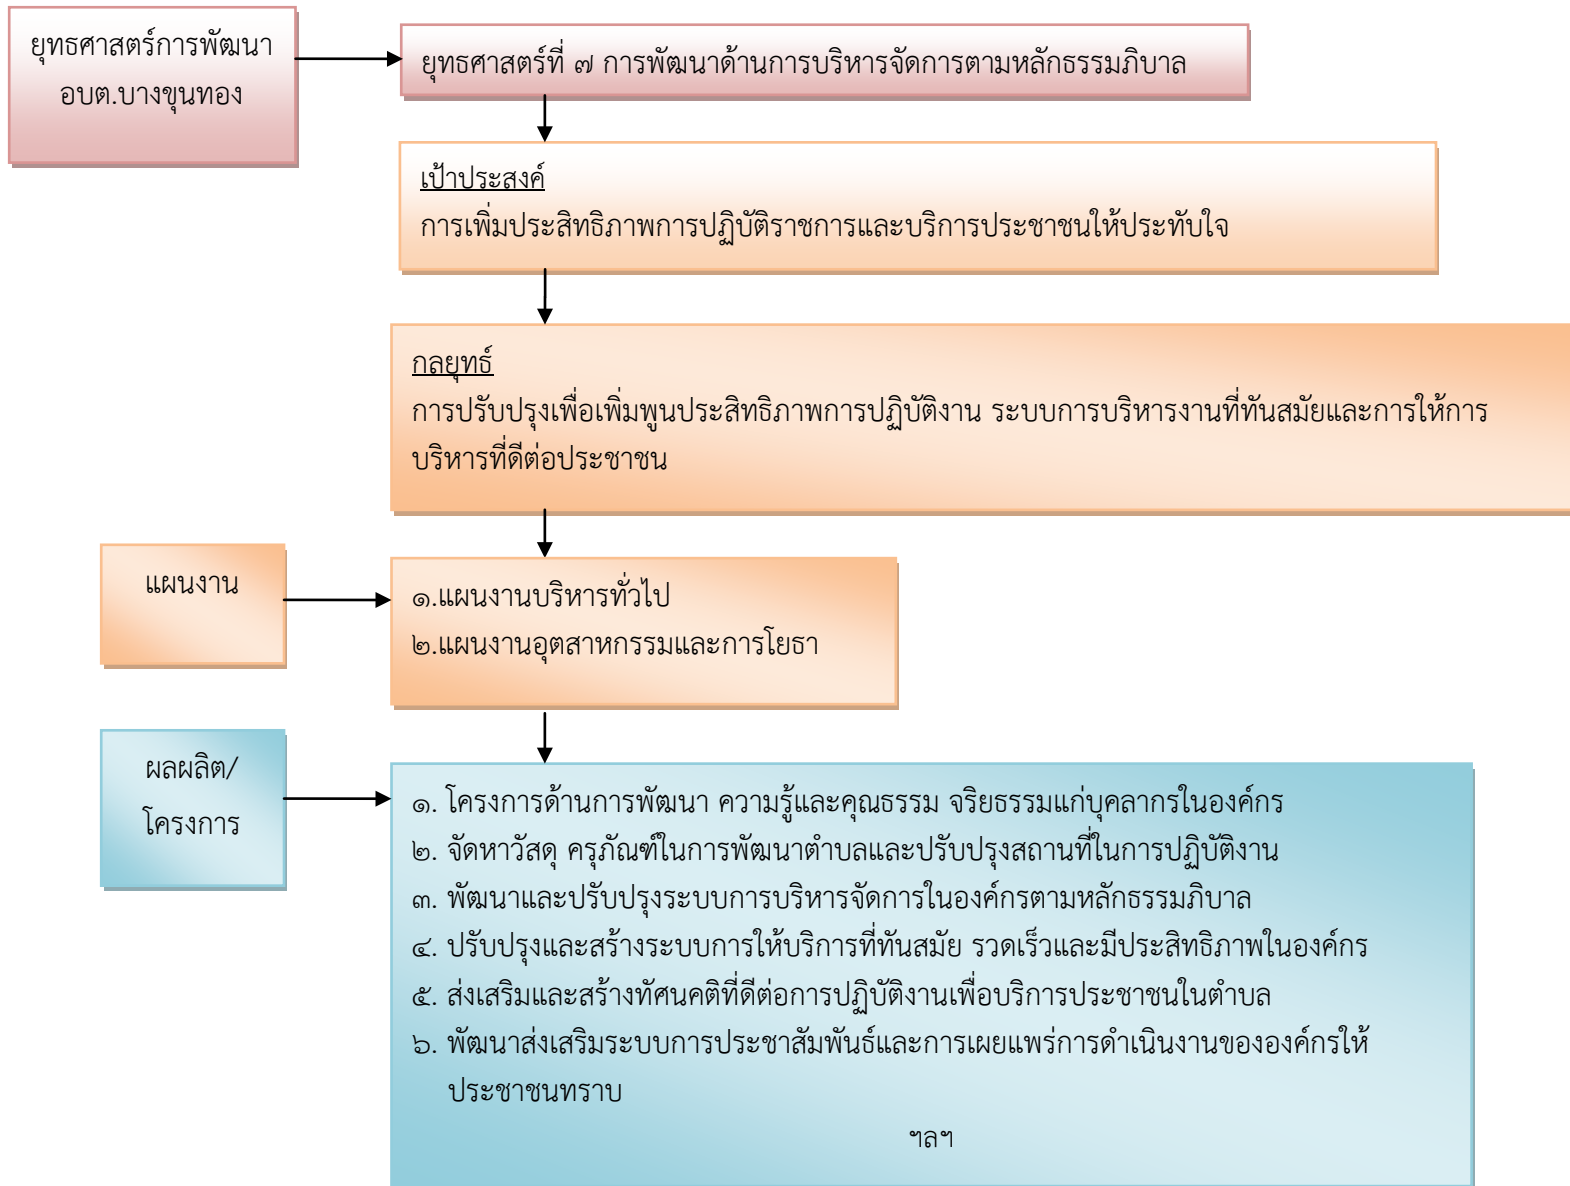 ยุทธศาสตร์การพัฒนา
อบต.บางขุนทอง
ยุทธศาสตร์ที่ ๗ การพัฒนาด้านการบริหารจัดการตามหลักธรรมภิบาล
เป้าประสงค์
การเพิ่มประสิทธิภาพการปฏิบัติราชการและบริการประชาชนให้ประทับใจ
กลยุทธ์
การปรับปรุงเพื่อเพิ่มพูนประสิทธิภาพการปฏิบัติงาน ระบบการบริหารงานที่ทันสมัยและการให้การ
บริหารที่ดีต่อประชาชน
แผนงาน
๑.แผนงานบริหารทั่วไป
๒.แผนงานอุตสาหกรรมและการโยธา
ผลผลิต/
โครงการ
๑. โครงการด้านการพัฒนา ความรู้และคุณธรรม จริยธรรมแก่บุคลากรในองค์กร
๒. จัดหาวัสดุ ครุภัณฑ์ในการพัฒนาตำบลและปรับปรุงสถานที่ในการปฏิบัติงาน
๓. พัฒนาและปรับปรุงระบบการบริหารจัดการในองค์กรตามหลักธรรมภิบาล
๔. ปรับปรุงและสร้างระบบการให้บริการที่ทันสมัย รวดเร็วและมีประสิทธิภาพในองค์กร
๕. ส่งเสริมและสร้างทัศนคติที่ดีต่อการปฏิบัติงานเพื่อบริการประชาชนในตำบล
๖. พัฒนาส่งเสริมระบบการประชาสัมพันธ์และการเผยแพร่การดำเนินงานขององค์กรให้
ประชาชนทราบ
ฯลฯ